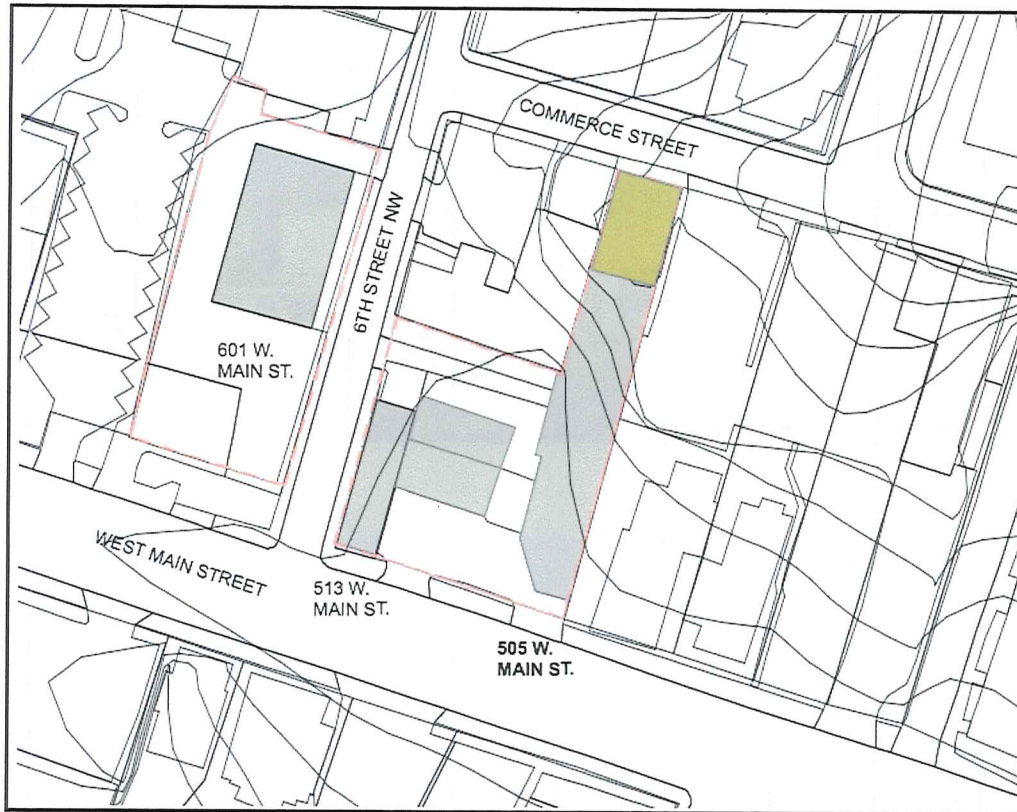 COMMERCE STREET
6TH STREET NW
601 W.
MAIN ST.
WEST MAIN STREET
513 W.
MAIN ST.
505 W.
MAIN ST.